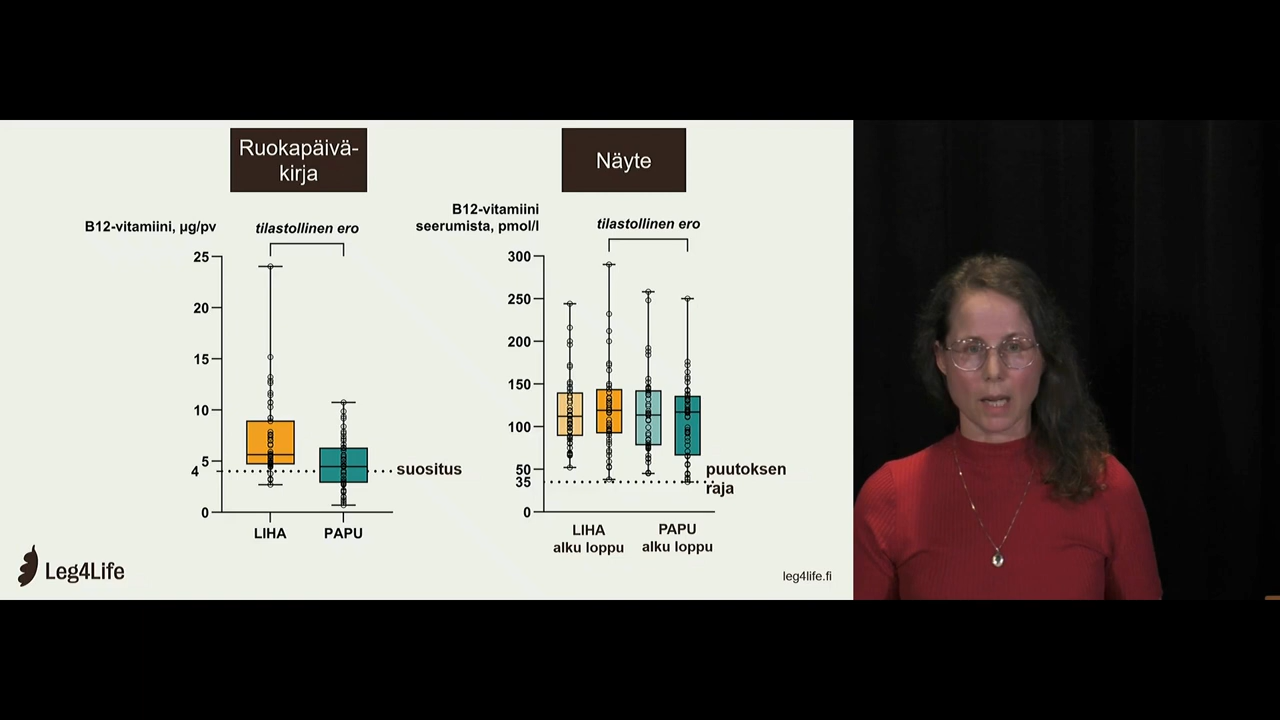 Ruokapäivä-
kirja
B12-vitamiini, µg/pv
tilastollinen ero
25
20
15
10
5
4
0
suositus
LIHA
PAPU
Näyte
B12-vitamiini
seerumista, pmol/l
tilastollinen ero
300
250
200
150
100
50
35
0
puutoksen
raja
LIHA
alku loppu
PAPU
alku loppu
Leg4Life
leg4life.fi